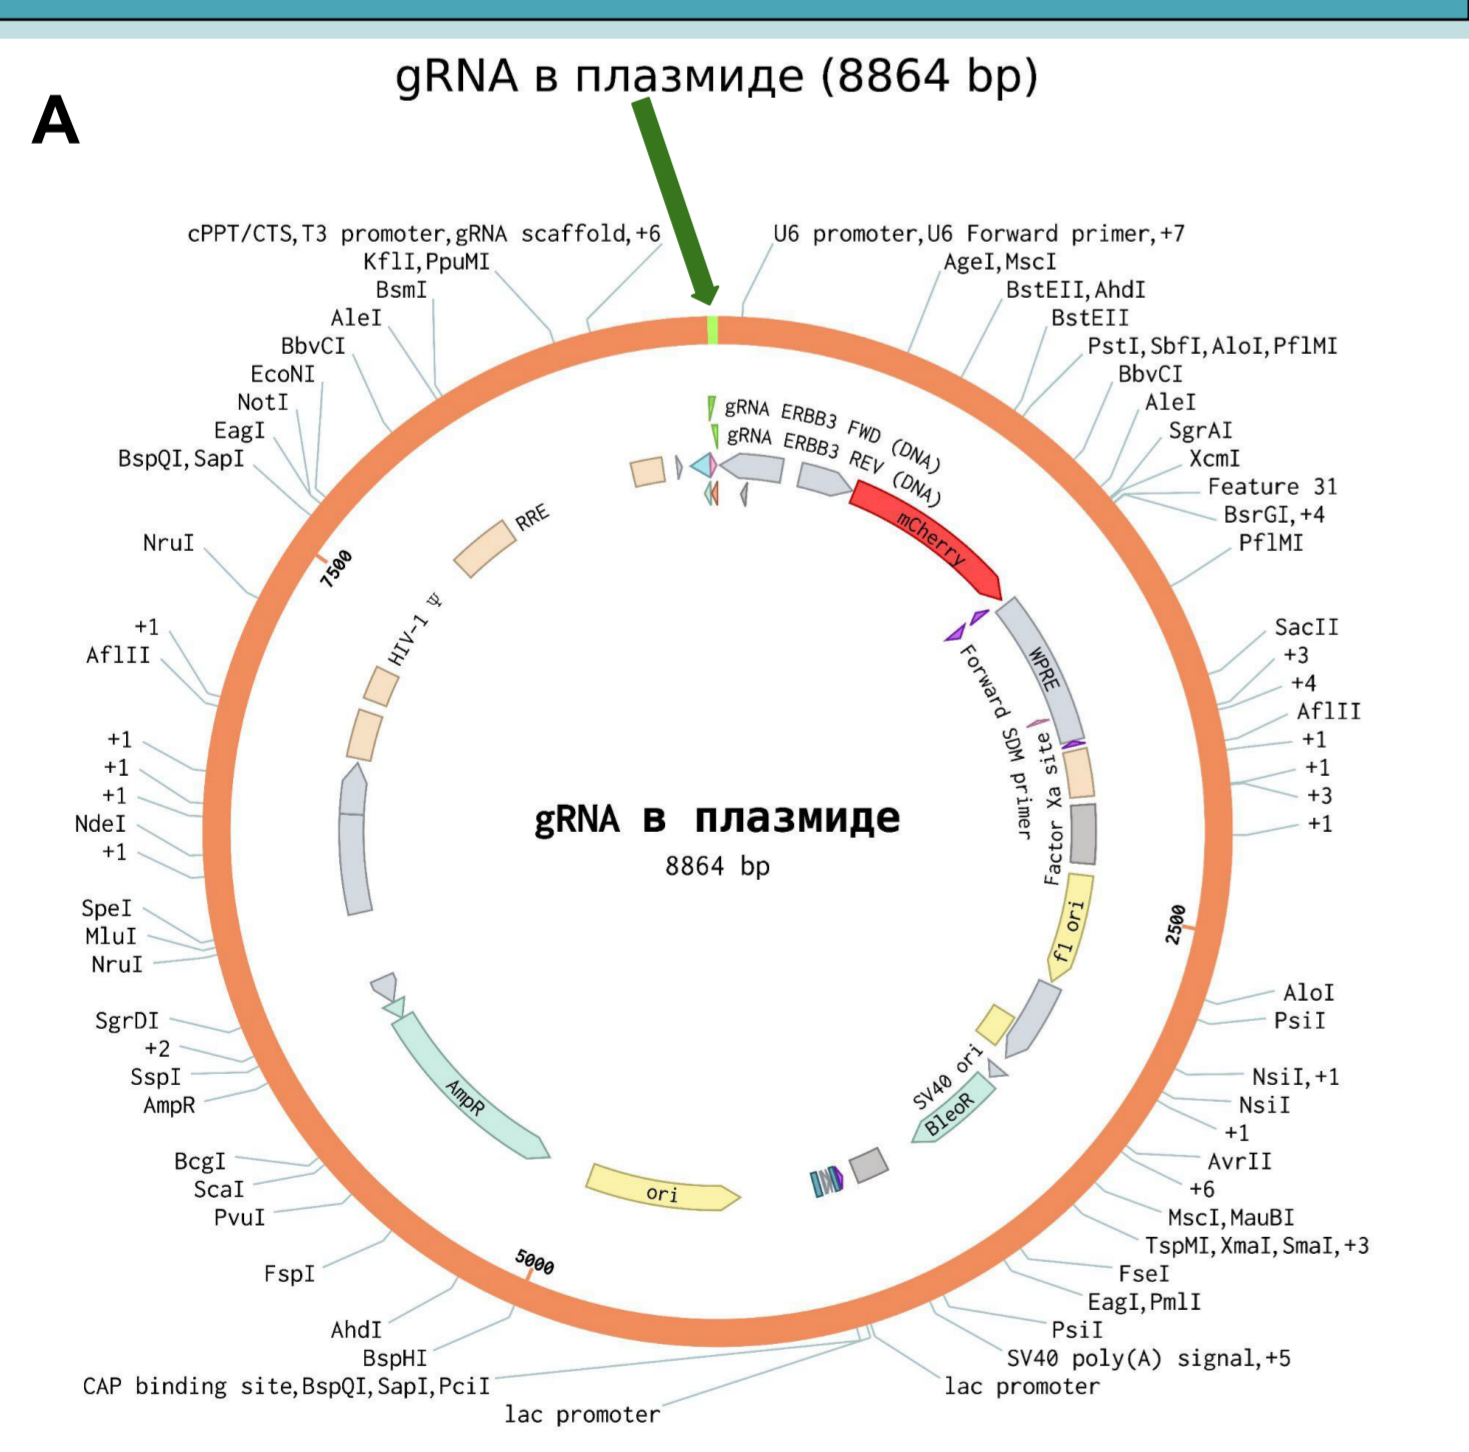 gRNA в плазмиде (8864 bp)
A
cPPT/CTS,T3 promoter,gRNA scaffold,+6
KflI,PpuMI
BsmI
AleI
BbvCI
EcoNI
NotI
EagI
BspQI,SapI
NruI
+1
AflII
+1
+1
+1
NdeI
+1
SpeI
MluI
NruI
SgrDI
+2
SspI
AmpR
BcgI
ScaI
PvuI
FspI
AhdI
BspHI
CAP binding site,BspQI,SapI,PciI
lac promoter
U6 promoter,U6 Forward primer,+7
AgeI,MscI
BstEII,AhdI
BstEII
PstI,SbfI,AloI,PflMI
BbvCI
AleI
SgrAI
XcmI
Feature 31
BsrGI,+4
PflMI
SacII
+3
+4
AflII
+1
+1
+3
+1
AloI
PsiI
NsiI,+1
NsiI
+1
AvrII
+6
MscI,MauBI
TspMI,XmaI,SmaI,+3
FseI
EagI,PmlI
PsiI
SV40 poly(A) signal,+5
lac promoter
gRNA ERBB3 FWD (DNA)
gRNA ERBB3 REV (DNA)
mCherry
WPRE
Forward SDM primer
Factor Xa site
f1 ori
2500
SV40 ori
BleoR
ori
5000
AmpR
HIV-1 Ψ
RRE
7500
gRNA в плазмиде
8864 bp